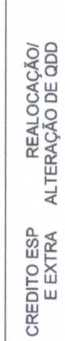 CREDITO ESP
E EXTRA
REALOCAÇÃO/
ALTERAÇÃO DE QDD